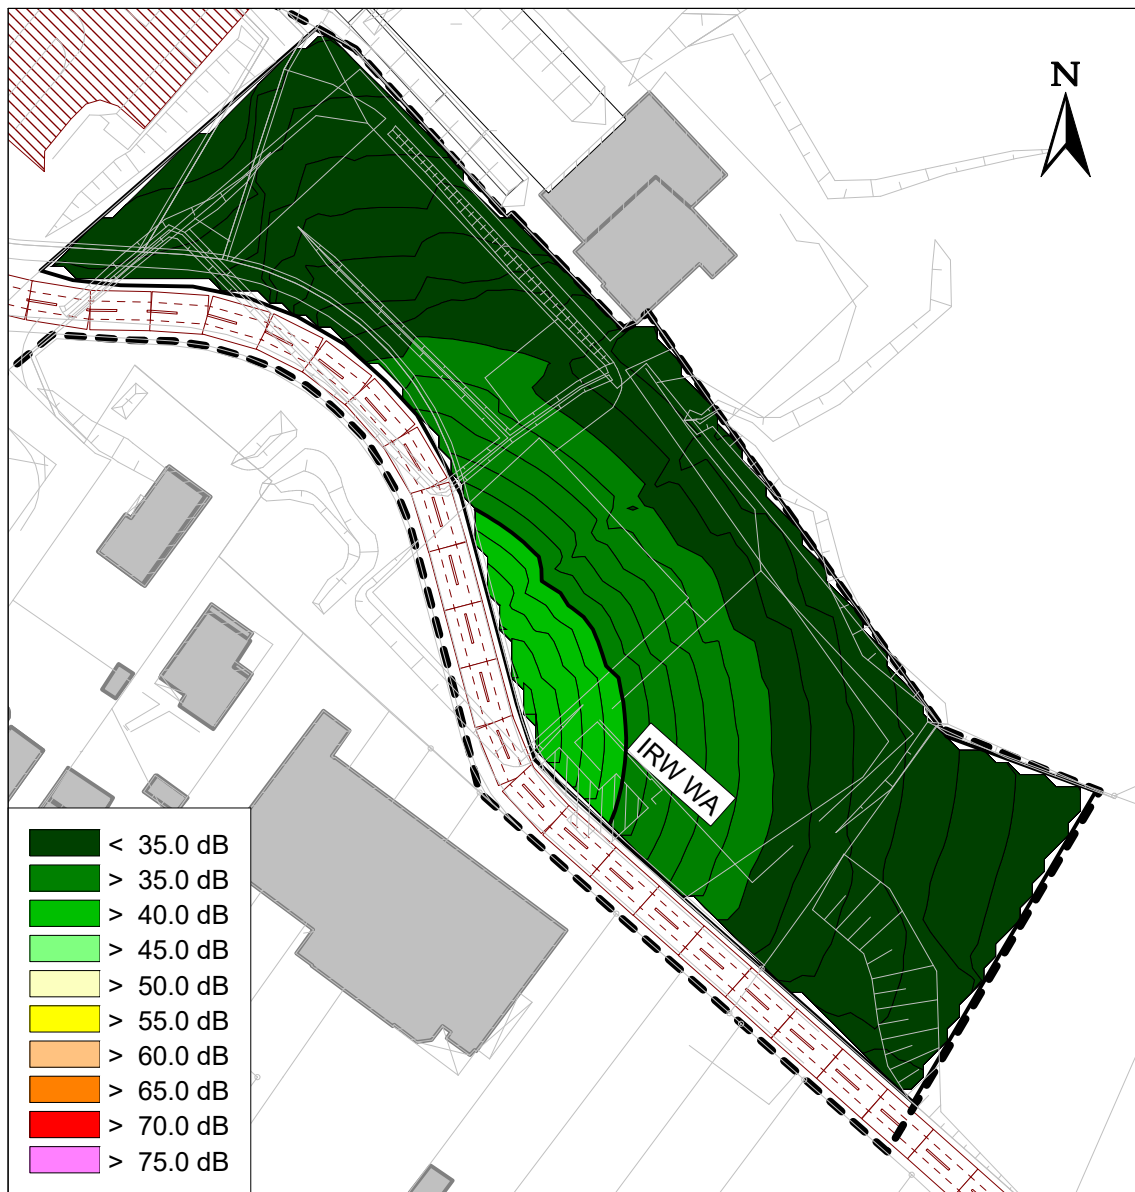 N
IRW WA
< 35.0 dB
> 35.0 dB
> 40.0 dB
> 45.0 dB
> 50.0 dB
> 55.0 dB
> 60.0 dB
> 65.0 dB
> 70.0 dB
> 75.0 dB